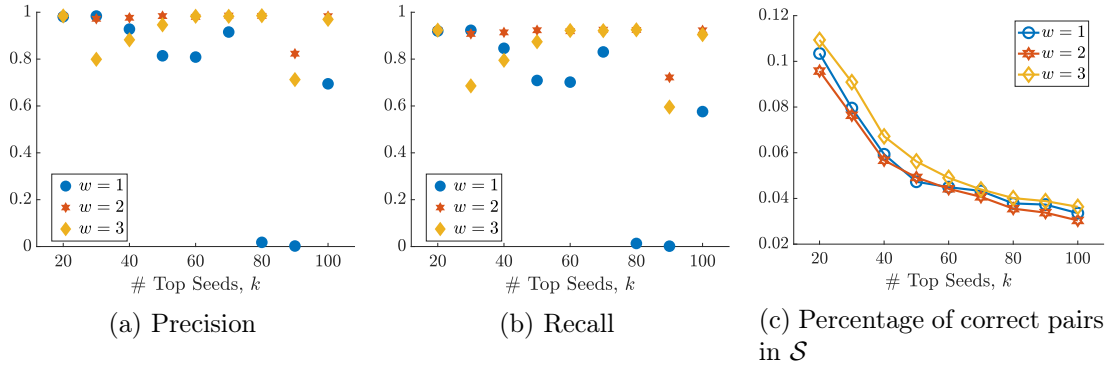 1
0.8
0.6
0.4
0.2
0
w = 1
w = 2
w = 3
20 40 60 80 100
# Top Seeds, k
(a) Precision
1
0.8
0.6
0.4
0.2
0
w = 1
w = 2
w = 3
20 40 60 80 100
# Top Seeds, k
(b) Recall
0.12
0.1
0.08
0.06
0.04
0.02
w = 1
w = 2
w = 3
20 40 60 80 100
# Top Seeds, k
(c) Percentage of correct pairs
in S